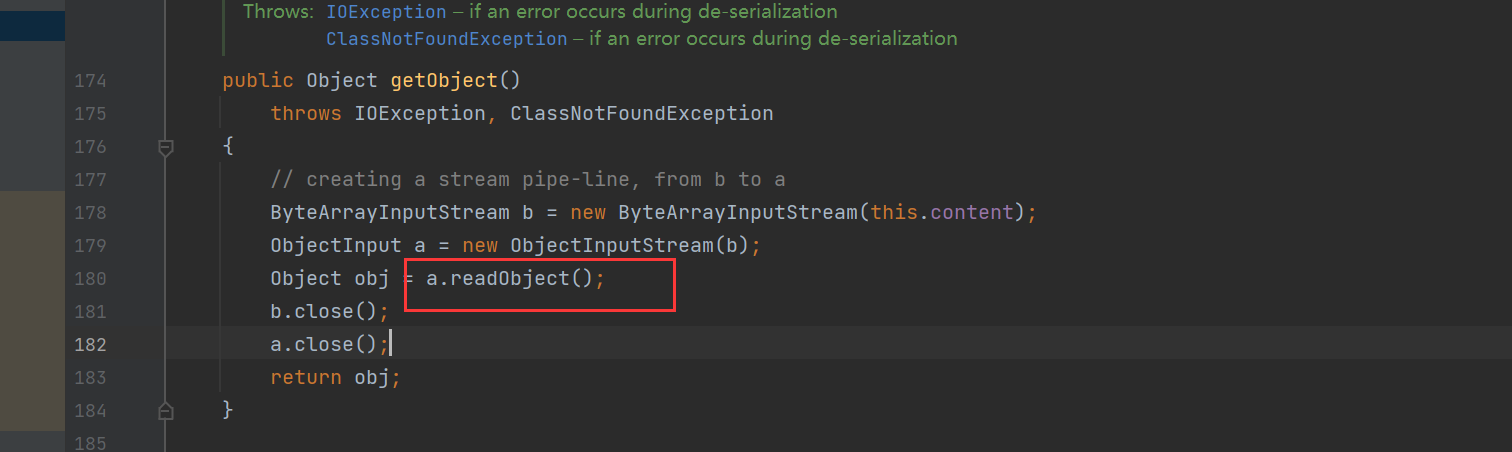 Throws: IOException – if an error occurs during de-serialization
ClassNotFoundException – if an error occurs during de-serialization
174 public Object getObject()
175 throws IOException, ClassNotFoundException
176 {
177 // creating a stream pipe-line, from b to a
178 ByteArrayInputStream b = new ByteArrayInputStream(this.content);
179 ObjectInput a = new ObjectInputStream(b);
180 Object obj = a.readObject();
181 b.close();
182 a.close();
183 return obj;
184 }
185